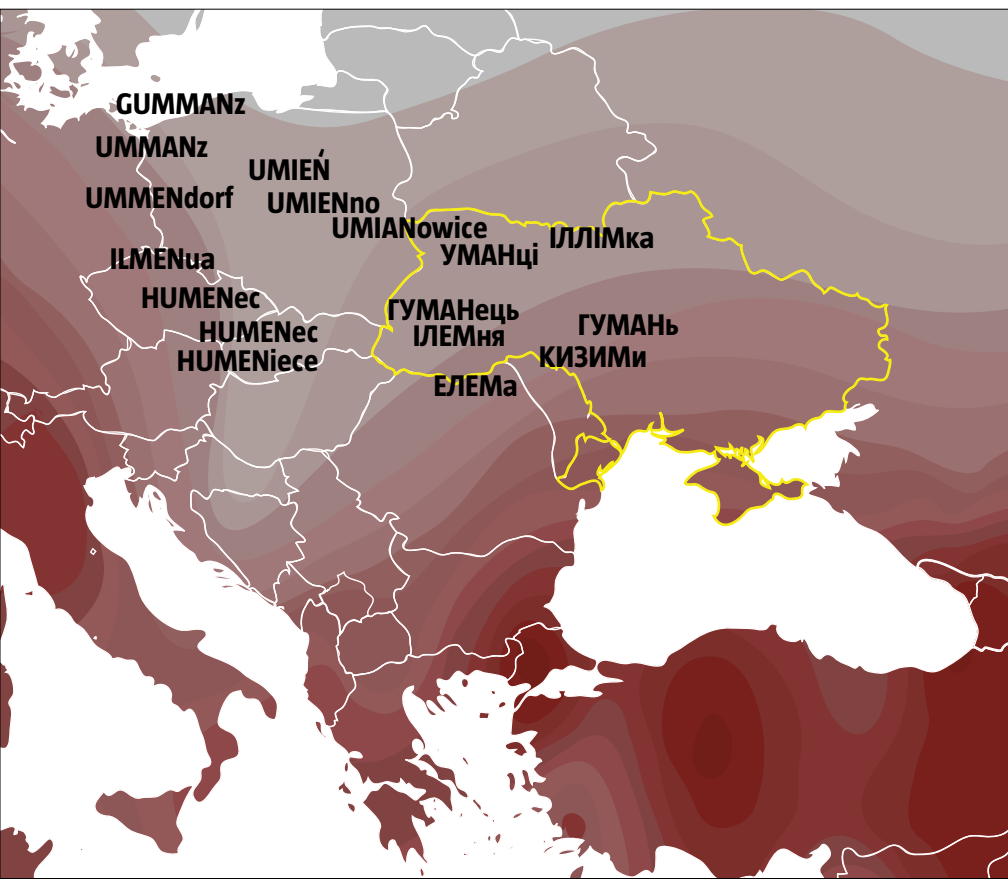 GUMMANz
UMMANz
UMIEŃ
UMMENdorf
UMIENno
UMIANowice
ІЛЛІМка
УМАНці
ILMENua
HUMENec
ГУМАНець
ГУМАНь
HUMENec
ІЛЕМня
HUMENiece
КИЗИМи
ЕЛЕМа